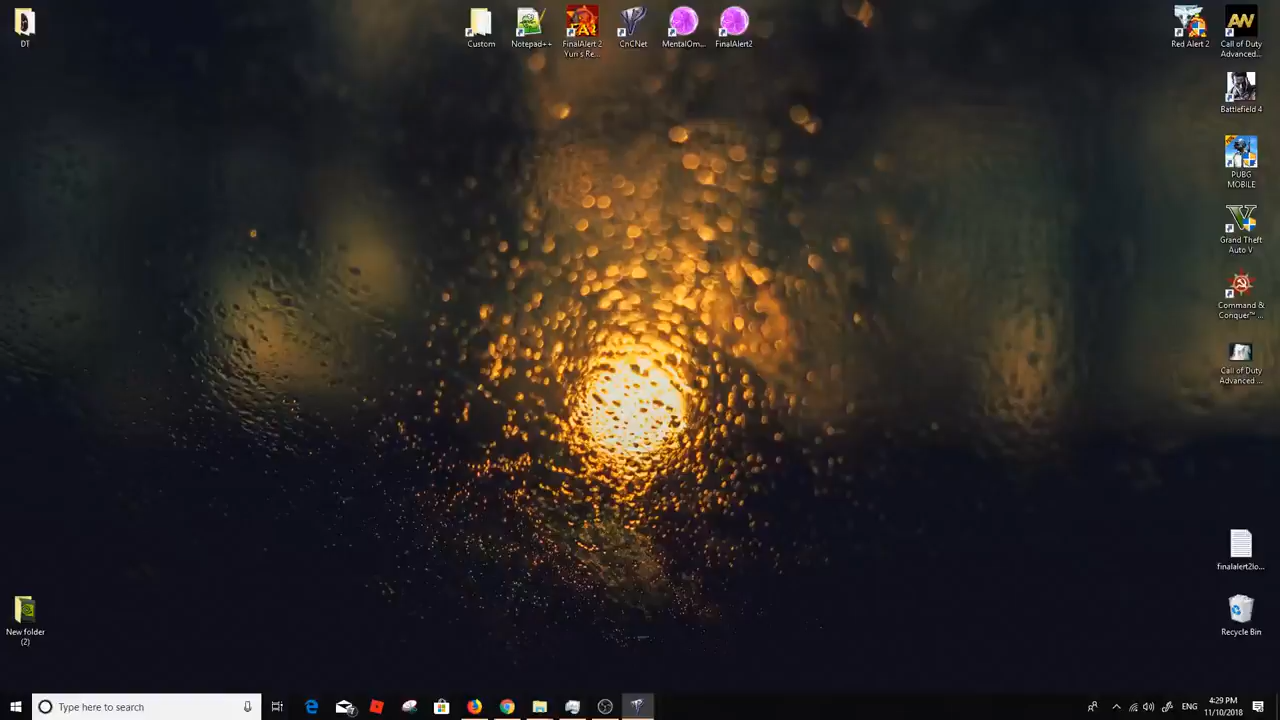 DT
Custom
Notepad++
FinalAlert 2
Yuri's Re...
CnCNet
MentalOm...
FinalAlert2
Red Alert 2
Call of Duty
Advanced...
Battlefield 4
PUBG
MOBILE
Grand Theft
Auto V
Command &
Conquer™ ...
Call of Duty
Advanced ...
finalalert2lo...
New folder
(2)
Recycle Bin
Type here to search
ENG
4:29 PM
11/10/2018